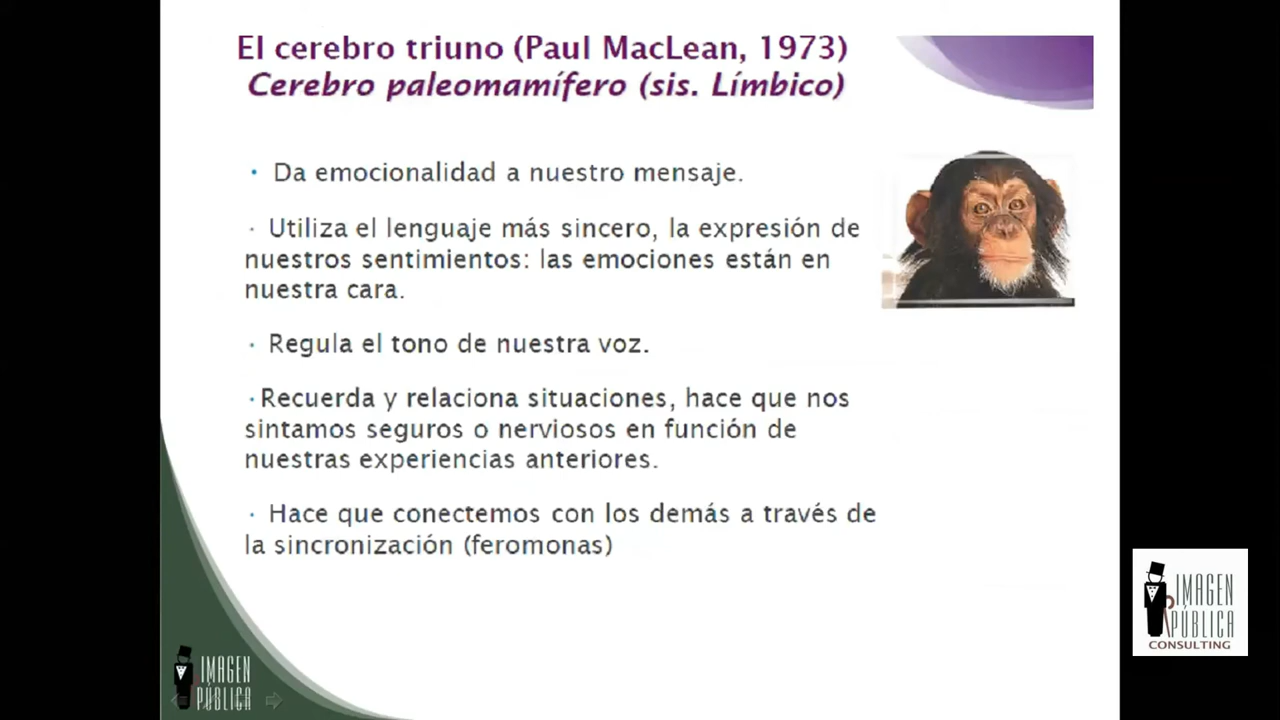 El cerebro triuno (Paul MacLean, 1973)
Cerebro paleomamífero (sis. Límbico)
• Da emocionalidad a nuestro mensaje.
· Utiliza el lenguaje más sincero, la expresión de
nuestros sentimientos: las emociones están en
nuestra cara.
· Regula el tono de nuestra voz.
·Recuerda y relaciona situaciones, hace que nos
sintamos seguros o nerviosos en función de
nuestras experiencias anteriores.
· Hace que conectemos con los demás a través de
la sincronización (feromonas)
IMAGEN
PÚBLICA
IMAGEN
PÚBLICA
CONSULTING